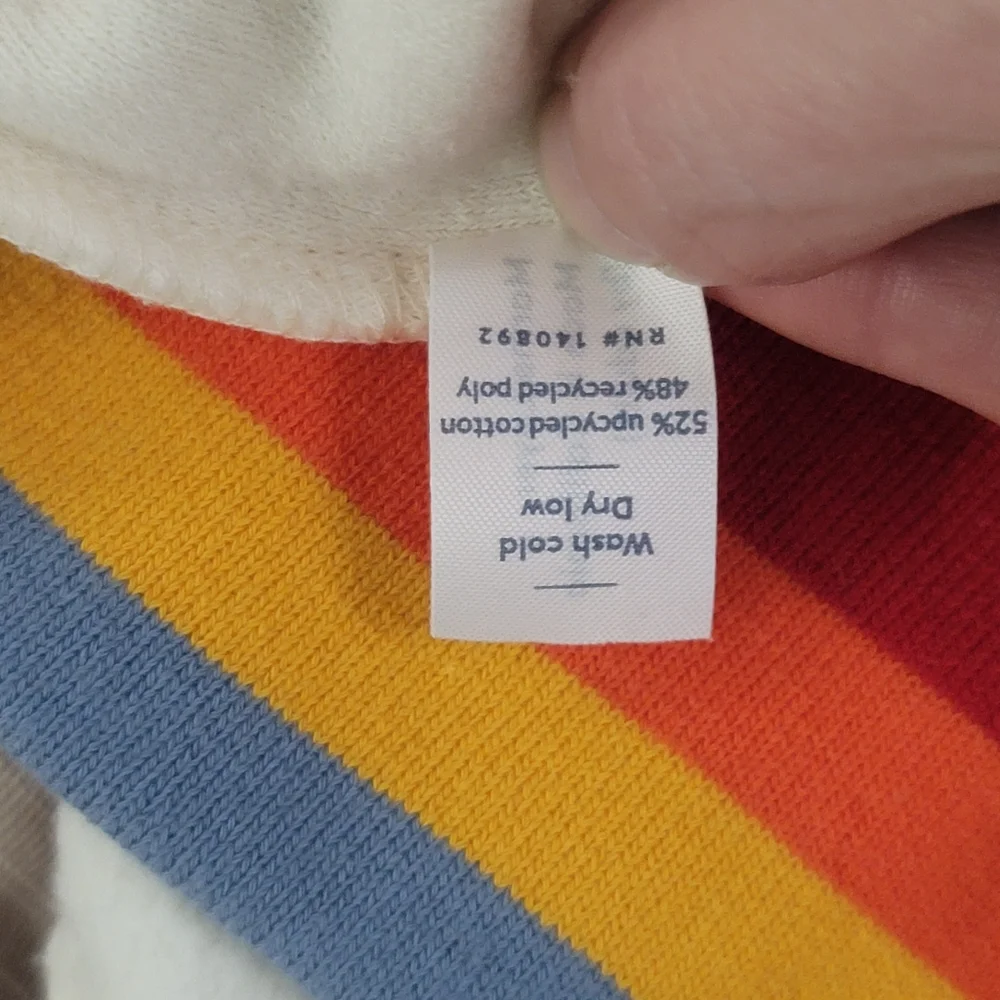 Wash cold
Dry low
52% upcycled cotton
48% recycled poly
RN# 140892